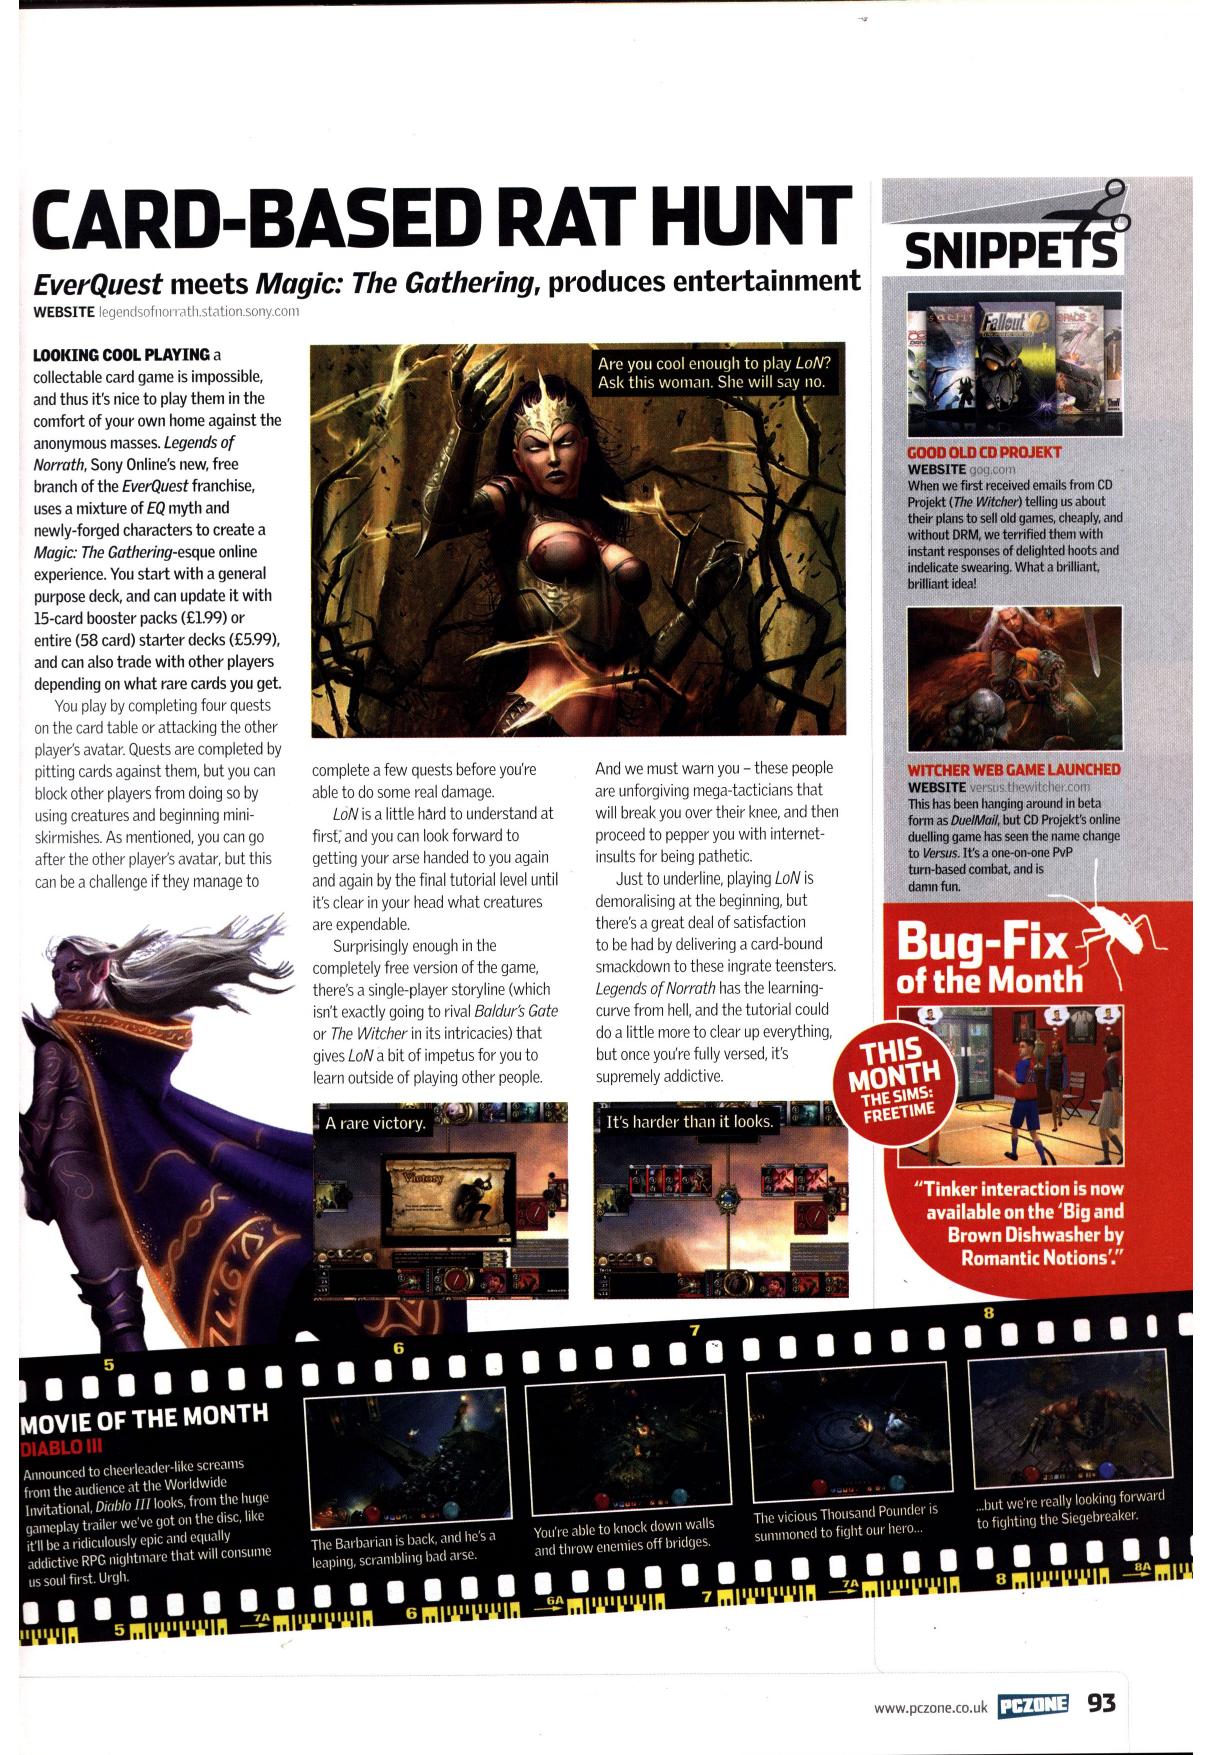 CARD-BASED RAT HUNT
EverQuest meets Magic: The Gathering, produces entertainment
WEBSITE legendsofnorrath.station.sony.com
LOOKING COOL PLAYING a
collectable card game is impossible,
and thus it's nice to play them in the
comfort of your own home against the
anonymous masses. Legends of
Norrath, Sony Online's new, free
branch of the EverQuest franchise,
uses a mixture of EQ myth and
newly-forged characters to create a
Magic: The Gathering-esque online
experience. You start with a general
purpose deck, and can update it with
15-card booster packs (£1.99) or
entire (58 card) starter decks (£5.99),
and can also trade with other players
depending on what rare cards you get.
You play by completing four quests
on the card table or attacking the other
player's avatar. Quests are completed by
pitting cards against them, but you can
block other players from doing so by
using creatures and beginning mini-
skirmishes. As mentioned, you can go
after the other player's avatar, but this
can be a challenge if they manage to
Are you cool enough to play LoN?
Ask this woman. She will say no.
complete a few quests before you're
able to do some real damage.
LoN is a little hard to understand at
first, and you can look forward to
getting your arse handed to you again
and again by the final tutorial level until
it's clear in your head what creatures
are expendable.
Surprisingly enough in the
completely free version of the game,
there's a single-player storyline (which
isn't exactly going to rival Baldur's Gate
or The Witcher in its intricacies) that
gives LoN a bit of impetus for you to
learn outside of playing other people.
And we must warn you – these people
are unforgiving mega-tacticians that
will break you over their knee, and then
proceed to pepper you with internet-
insults for being pathetic.
Just to underline, playing LoN is
demoralising at the beginning, but
there's a great deal of satisfaction
to be had by delivering a card-bound
smackdown to these ingrate teensters.
Legends of Norrath has the learning-
curve from hell, and the tutorial could
do a little more to clear up everything,
but once you're fully versed, it's
supremely addictive.
A rare victory.
Victory
It's harder than it looks.
SNIPPETS
Fallout 2
GOOD OLD CD PROJEKT
WEBSITE gog.com
When we first received emails from CD
Projekt (The Witcher) telling us about
their plans to sell old games, cheaply, and
without DRM, we terrified them with
instant responses of delighted hoots and
indelicate swearing. What a brilliant,
brilliant idea!
WITCHER WEB GAME LAUNCHED
WEBSITE versus.thewitcher.com
This has been hanging around in beta
form as DuelMail, but CD Projekt's online
duelling game has seen the name change
to Versus. It's a one-on-one PvP
turn-based combat, and is
damn fun.
Bug-Fix
of the Month
THIS
MONTH
THE SIMS:
FREETIME
"Tinker interaction is now
available on the 'Big and
Brown Dishwasher by
Romantic Notions'."
5
6
7
8
MOVIE OF THE MONTH
DIABLO III
Announced to cheerleader-like screams
from the audience at the Worldwide
Invitational, Diablo III looks, from the huge
gameplay trailer we've got on the disc, like
it'll be a ridiculously epic and equally
addictive RPG nightmare that will consume
us soul first. Urgh.
The Barbarian is back, and he's a
leaping, scrambling bad arse.
You're able to knock down walls
and throw enemies off bridges.
The vicious Thousand Pounder is
summoned to fight our hero...
...but we're really looking forward
to fighting the Siegebreaker.
5
7A
6
6A
7
7A
8
8A
www.pczone.co.uk PCZONE 93